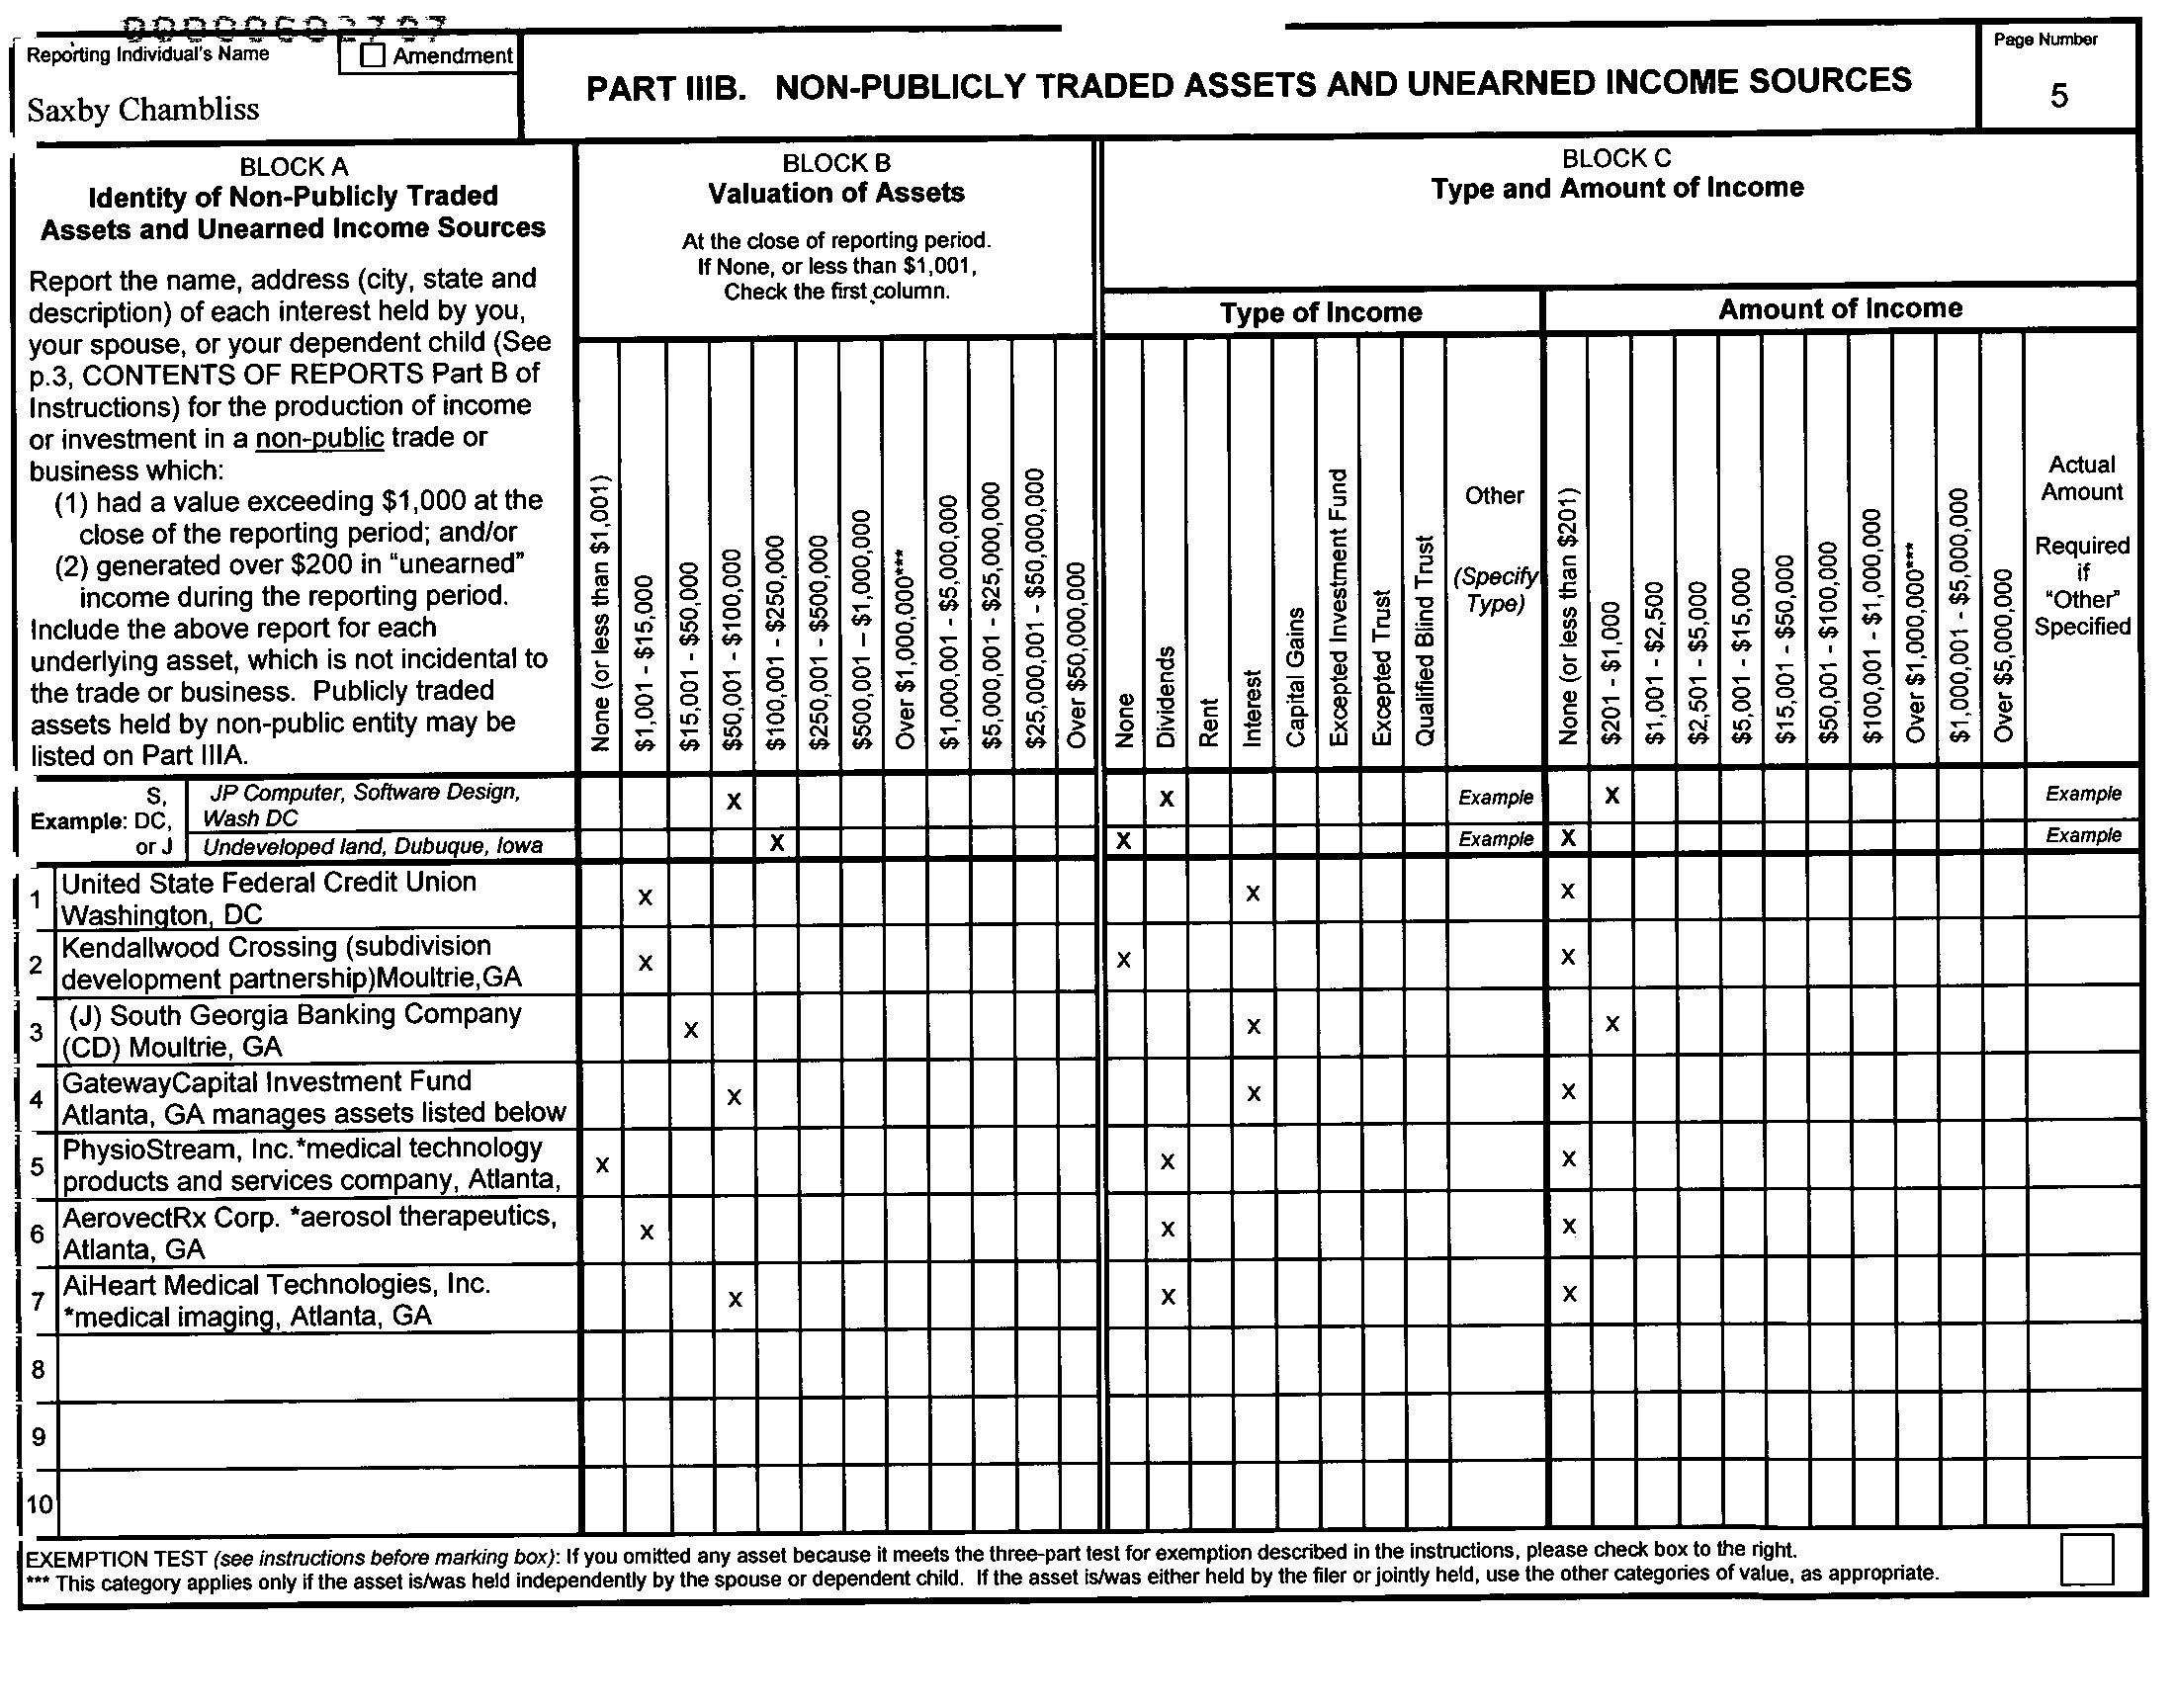 Reporting Individual's Name
Amendment
Saxby Chambliss
PART IIIB. NON-PUBLICLY TRADED ASSETS AND UNEARNED INCOME SOURCES
Page Number
5
BLOCK A
Identity of Non-Publicly Traded
Assets and Unearned Income Sources
Report the name, address (city, state and
description) of each interest held by you,
your spouse, or your dependent child (See
p.3, CONTENTS OF REPORTS Part B of
Instructions) for the production of income
or investment in a non-public trade or
business which:
(1) had a value exceeding $1,000 at the
close of the reporting period; and/or
(2) generated over $200 in "unearned"
income during the reporting period.
Include the above report for each
underlying asset, which is not incidental to
the trade or business. Publicly traded
assets held by non-public entity may be
listed on Part IIIA.
BLOCK B
Valuation of Assets
At the close of reporting period.
If None, or less than $1,001,
Check the first column.
None (or less than $1,001)
$1,001 - $15,000
$15,001 - $50,000
$50,001 - $100,000
$100,001 - $250,000
$250,001 - $500,000
$500,001 – $1,000,000
Over $1,000,000***
$1,000,001 - $5,000,000
$5,000,001 - $25,000,000
$25,000,001 - $50,000,000
Over $50,000,000
BLOCK C
Type and Amount of Income
Type of Income
None
Dividends
Rent
Interest
Capital Gains
Excepted Investment Fund
Excepted Trust
Qualified Blind Trust
Other
(Specify
Type)
Amount of Income
None (or less than $201)
$201 - $1,000
$1,001 - $2,500
$2,501 - $5,000
$5,001 - $15,000
$15,001 - $50,000
$50,001 - $100,000
$100,001 - $1,000,000
Over $1,000,000***
$1,000,001 - $5,000,000
Over $5,000,000
Actual
Amount
Required
if
"Other"
Specified
S,
Example: DC,
or J
JP Computer, Software Design,
Wash DC
X X Example X Example
Undeveloped land, Dubuque, Iowa X X Example X Example
1 United State Federal Credit Union
Washington, DC
X X X
2 Kendallwood Crossing (subdivision
development partnership)Moultrie,GA
X X X
3 (J) South Georgia Banking Company
(CD) Moultrie, GA
X X X
4 GatewayCapital Investment Fund
Atlanta, GA manages assets listed below
X X X
5 PhysioStream, Inc.*medical technology
products and services company, Atlanta,
X X X
6 AerovectRx Corp. *aerosol therapeutics,
Atlanta, GA
X X X
7 AiHeart Medical Technologies, Inc.
*medical imaging, Atlanta, GA
X X X
8
9
10
EXEMPTION TEST (see instructions before marking box): If you omitted any asset because it meets the three-part test for exemption described in the instructions, please check box to the right.
*** This category applies only if the asset is/was held independently by the spouse or dependent child. If the asset is/was either held by the filer or jointly held, use the other categories of value, as appropriate.